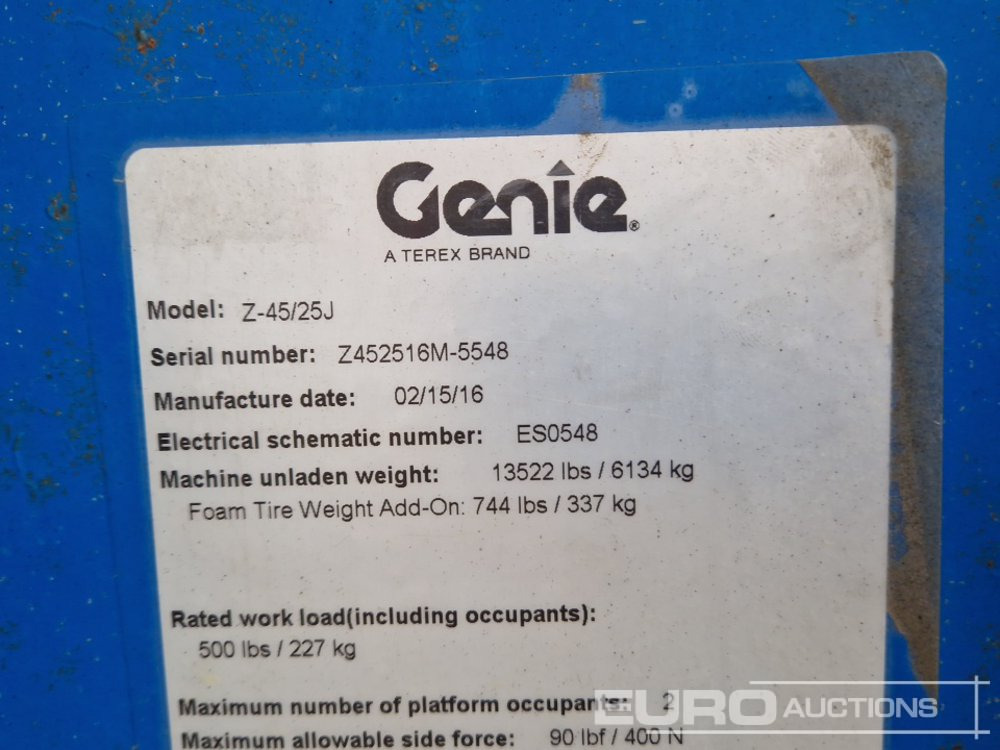 Genie®
A TEREX BRAND
Model: Z-45/25J
Serial number: Z452516M-5548
Manufacture date: 02/15/16
Electrical schematic number: ES0548
Machine unladen weight: 13522 lbs / 6134 kg
Foam Tire Weight Add-On: 744 lbs / 337 kg
Rated work load(including occupants):
500 lbs / 227 kg
Maximum number of platform occupants: 2
Maximum allowable side force: 90 lbf / 400 N
EURO AUCTIONS